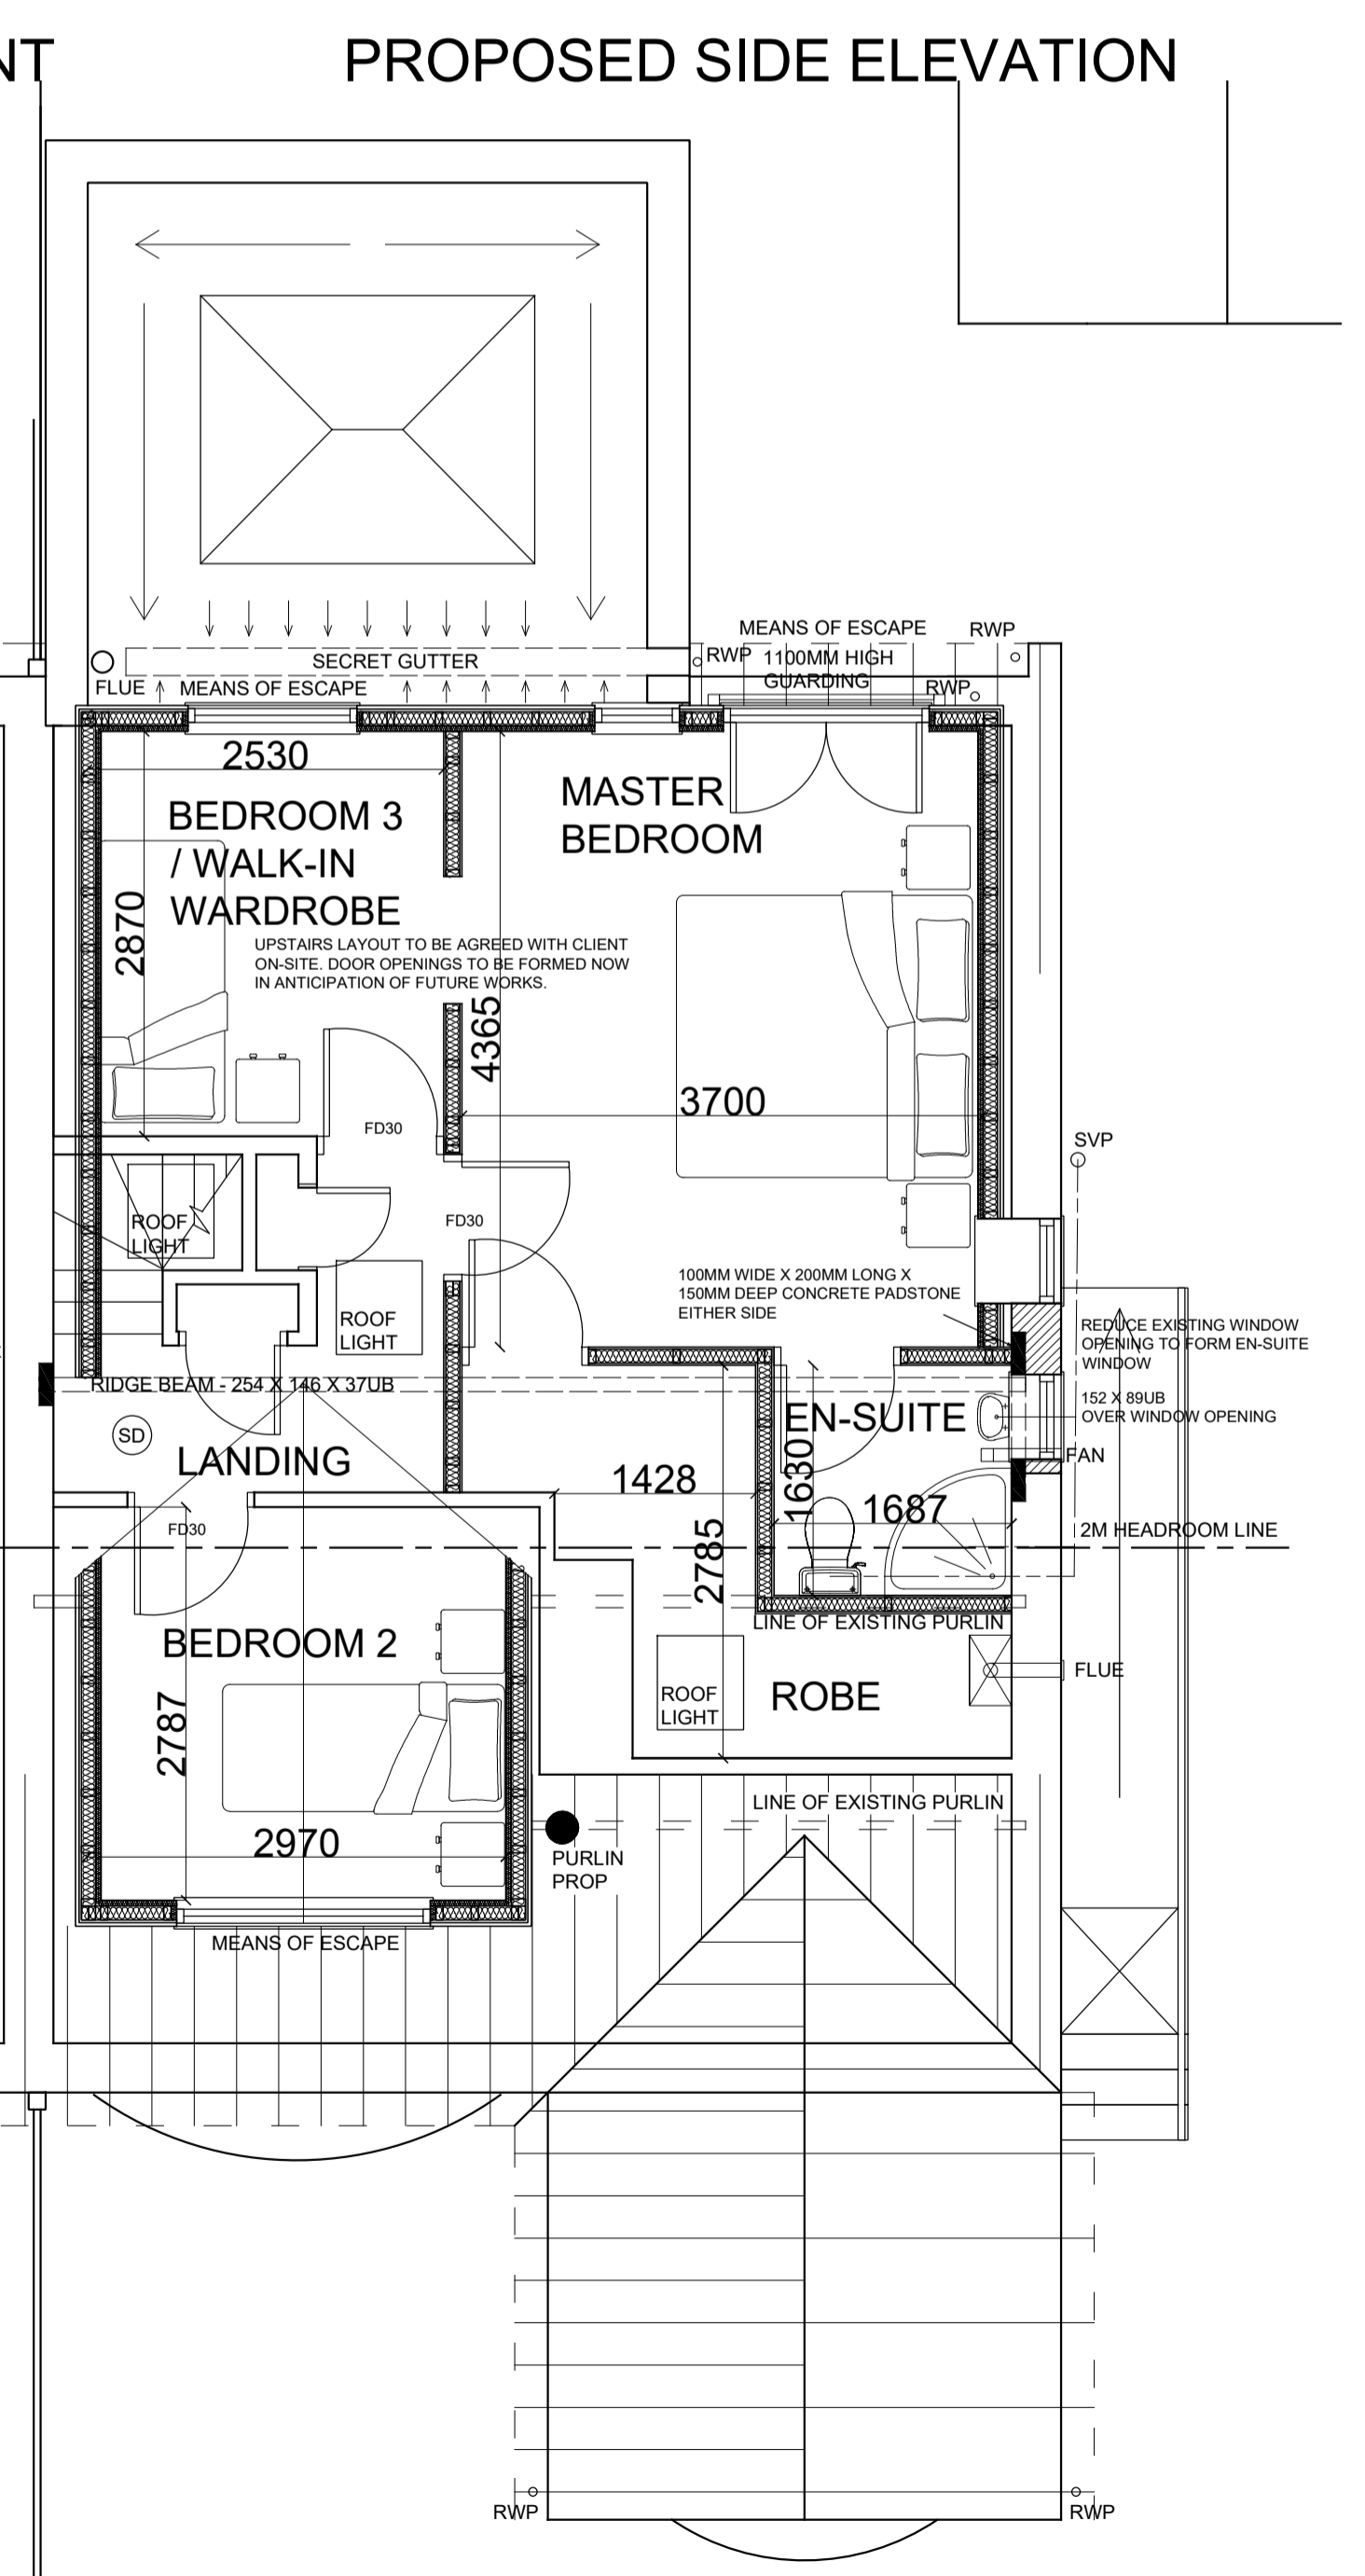 NT
PROPOSED SIDE ELEVATION
MEANS OF ESCAPE
RWP
SECRET GUTTER
RWP
1100MM HIGH
GUARDING
FLUE
MEANS OF ESCAPE
RWP
2530
MASTER
BEDROOM
BEDROOM 3
/ WALK-IN
WARDROBE
2870
UPSTAIRS LAYOUT TO BE AGREED WITH CLIENT
ON-SITE. DOOR OPENINGS TO BE FORMED NOW
IN ANTICIPATION OF FUTURE WORKS.
4365
3700
FD30
SVP
FD30
ROOF
LIGHT
100MM WIDE X 200MM LONG X
150MM DEEP CONCRETE PADSTONE
EITHER SIDE
ROOF
LIGHT
REDUCE EXISTING WINDOW
OPENING TO FORM EN-SUITE
WINDOW
RIDGE BEAM - 254 X 146 X 37UB
152 X 89UB
OVER WINDOW OPENING
EN-SUITE
SD
LANDING
FAN
1428
1630
1687
FD30
2M HEADROOM LINE
2785
LINE OF EXISTING PURLIN
BEDROOM 2
FLUE
ROOF
LIGHT
ROBE
2787
LINE OF EXISTING PURLIN
2970
PURLIN
PROP
MEANS OF ESCAPE
RWP
RWP